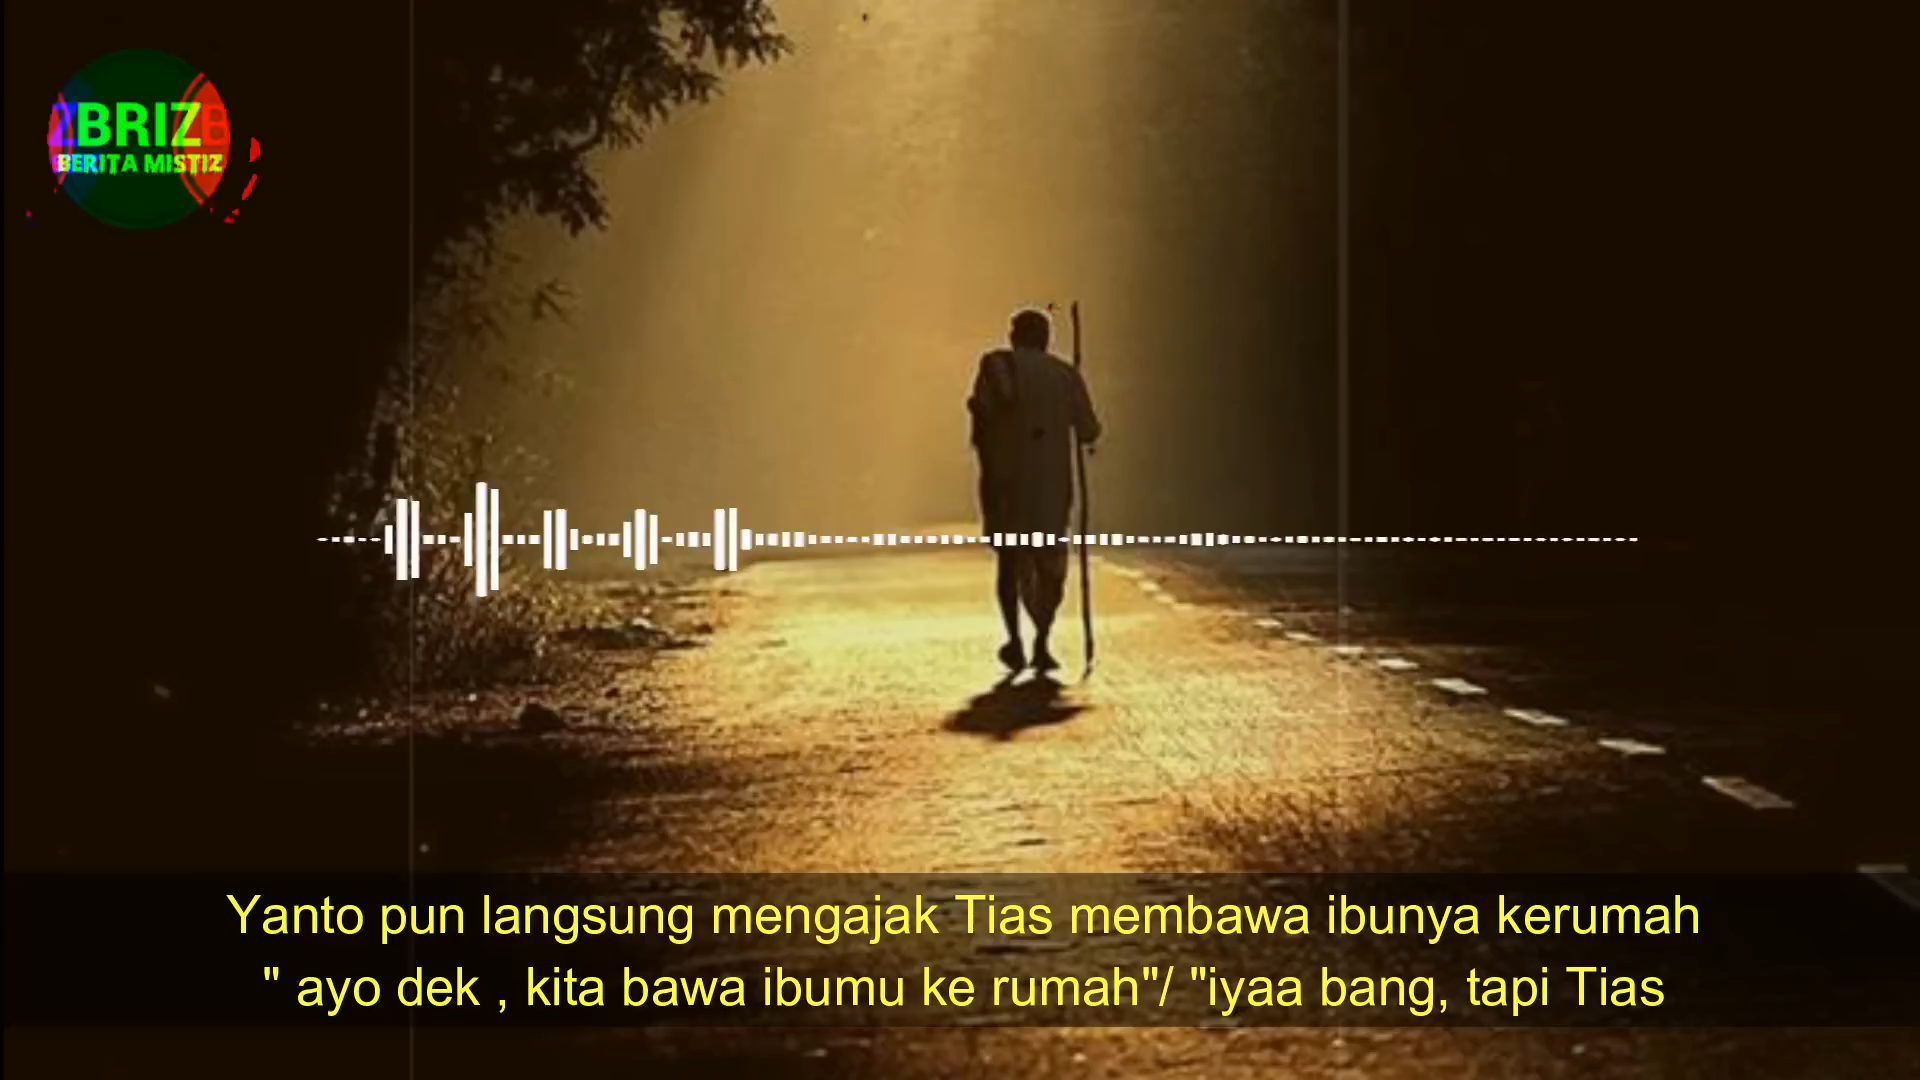 ZBRIZB
BERITA MISTIZ
Yanto pun langsung mengajak Tias membawa ibunya kerumah
" ayo dek , kita bawa ibumu ke rumah"/ "iyaa bang, tapi Tias